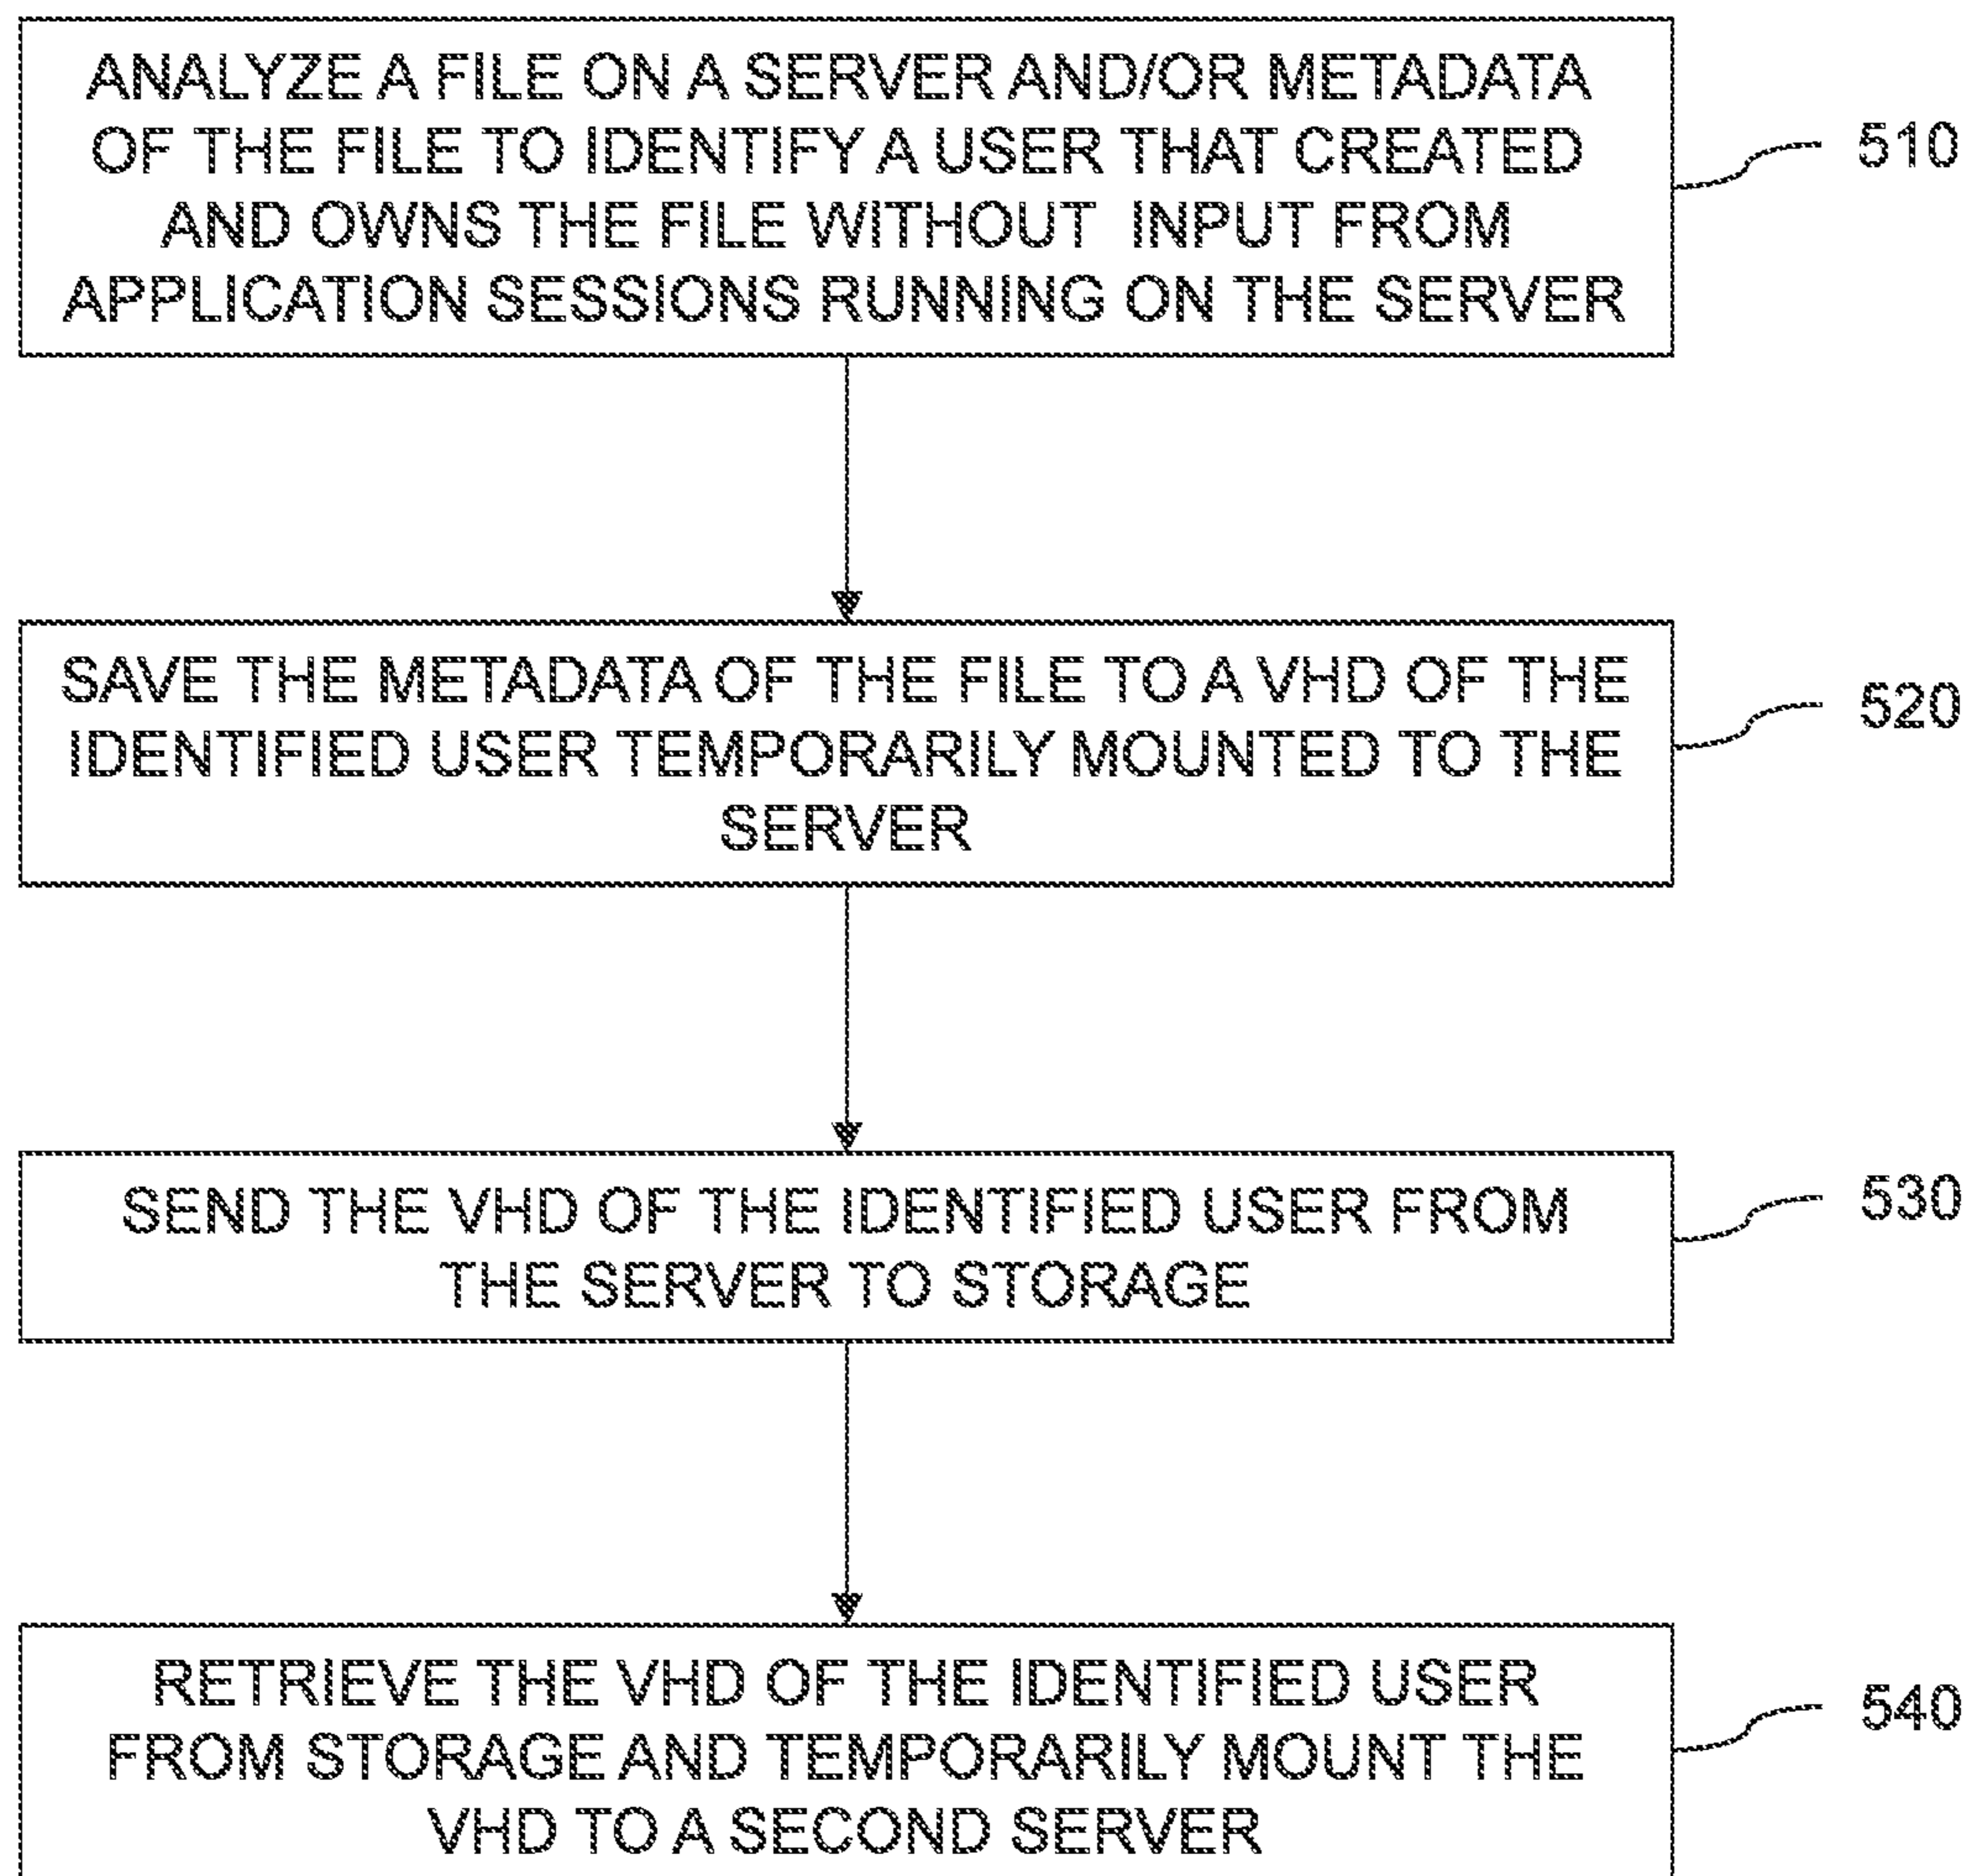 ANALYZE A FILE ON A SERVER AND/OR METADATA
OF THE FILE TO IDENTIFY A USER THAT CREATED
AND OWNS THE FILE WITHOUT INPUT FROM
APPLICATION SESSIONS RUNNING ON THE SERVER
510
SAVE THE METADATA OF THE FILE TO A VHD OF THE
IDENTIFIED USER TEMPORARILY MOUNTED TO THE
SERVER
520
SEND THE VHD OF THE IDENTIFIED USER FROM
THE SERVER TO STORAGE
530
RETRIEVE THE VHD OF THE IDENTIFIED USER
FROM STORAGE AND TEMPORARILY MOUNT THE
VHD TO A SECOND SERVER
540